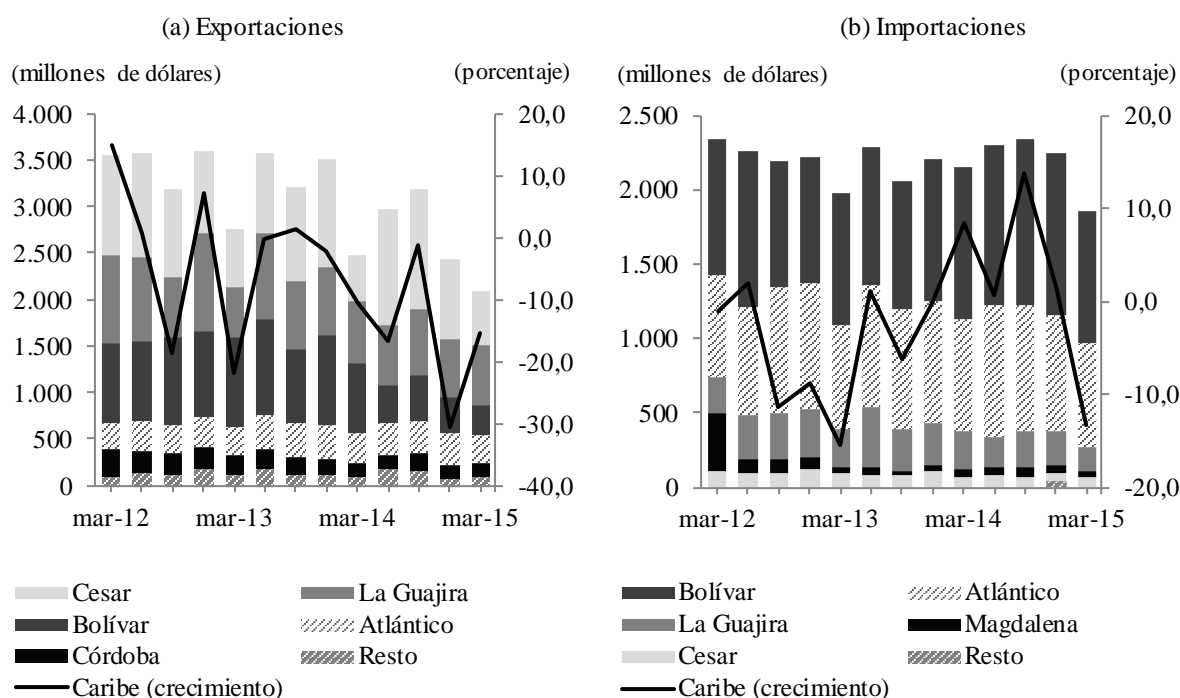 (a) Exportaciones
(millones de dólares) (porcentaje)
4.000 20,0
3.500 10,0
3.000 0,0
2.500 -10,0
2.000 -20,0
1.500 -30,0
1.000 -40,0
500
0
mar-12 mar-13 mar-14 mar-15
Cesar La Guajira
Bolívar Atlántico
Córdoba Resto
Caribe (crecimiento)
(b) Importaciones
(millones de dólares) (porcentaje)
2.500 20,0
2.000 10,0
1.500 0,0
1.000 -10,0
500 -20,0
0
mar-12 mar-13 mar-14 mar-15
Bolívar Atlántico
La Guajira Magdalena
Cesar Resto
Caribe (crecimiento)